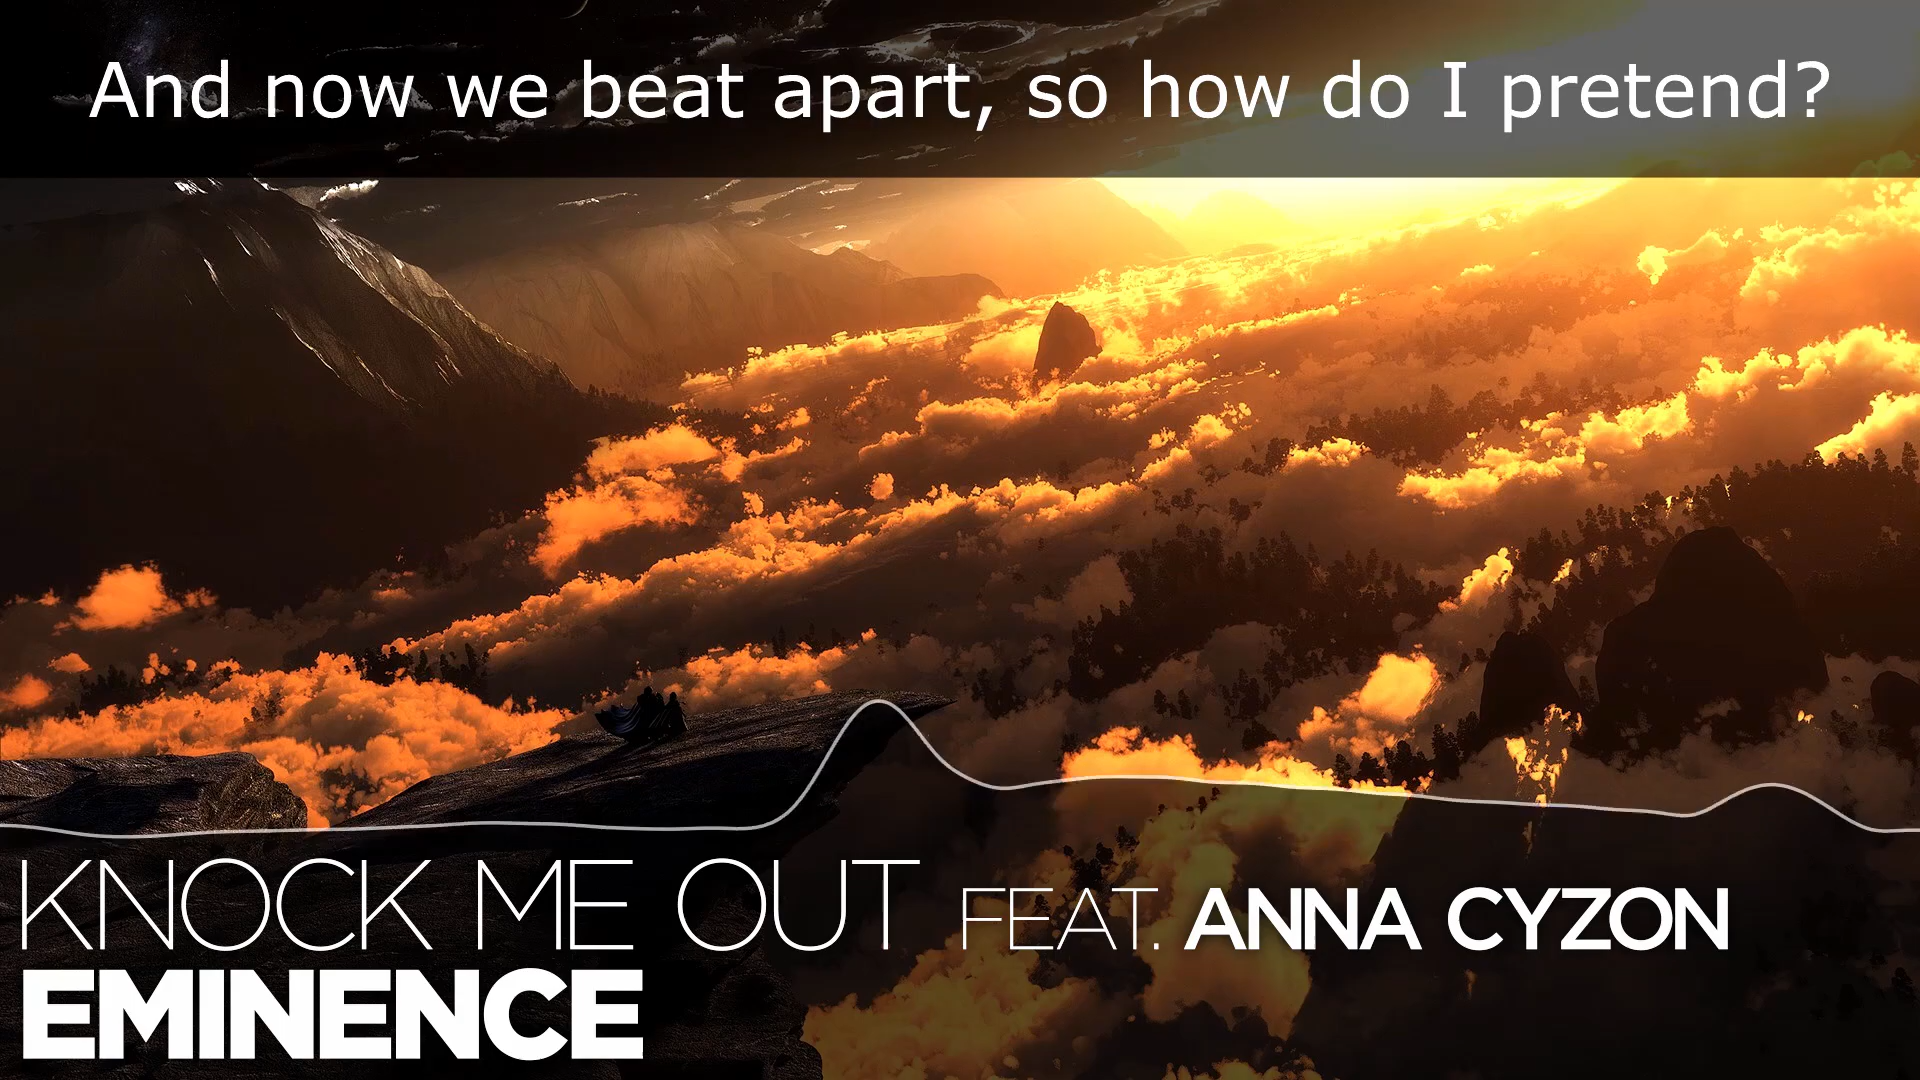 And now we beat apart, so how do I pretend?
KNOCK ME OUT FEAT. ANNA CYZON
EMINENCE